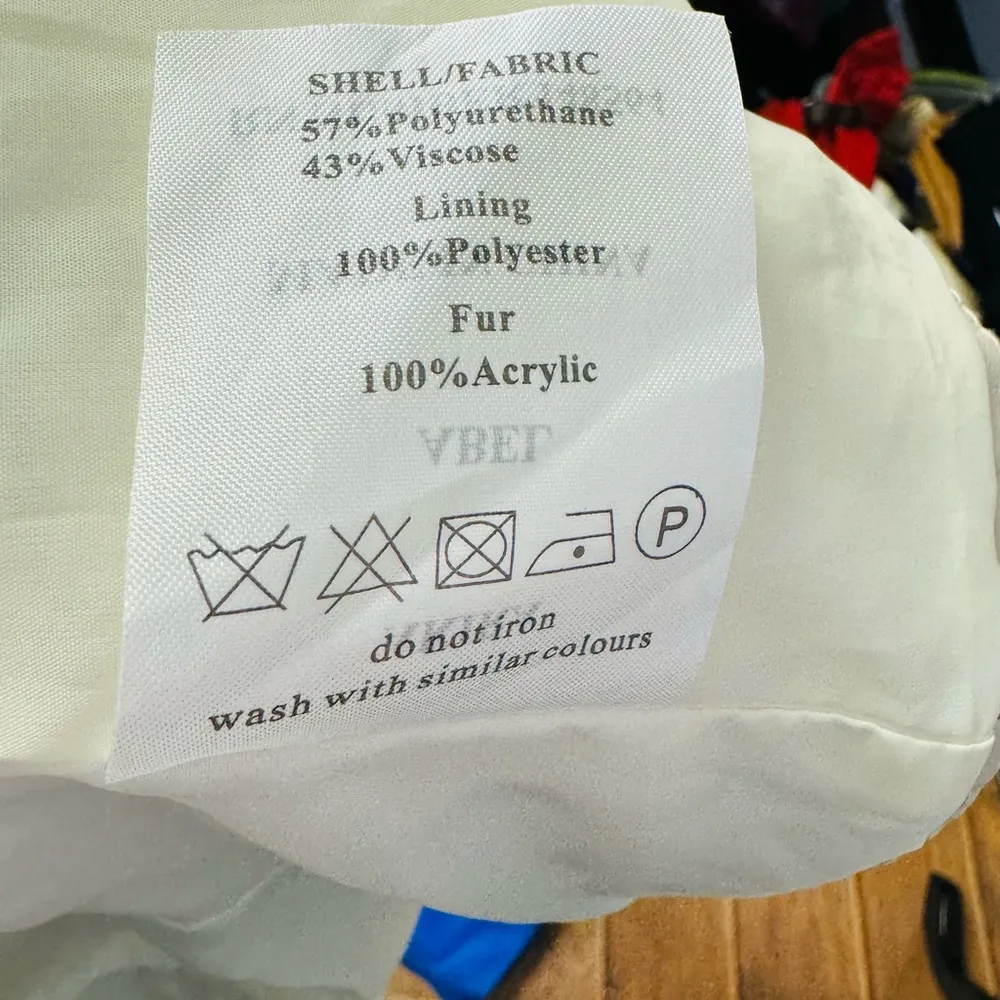 SHELL/FABRIC
57%Polyurethane
43%Viscose
Lining
100%Polyester
Fur
100%Acrylic
P
do not iron
wash with similar colours